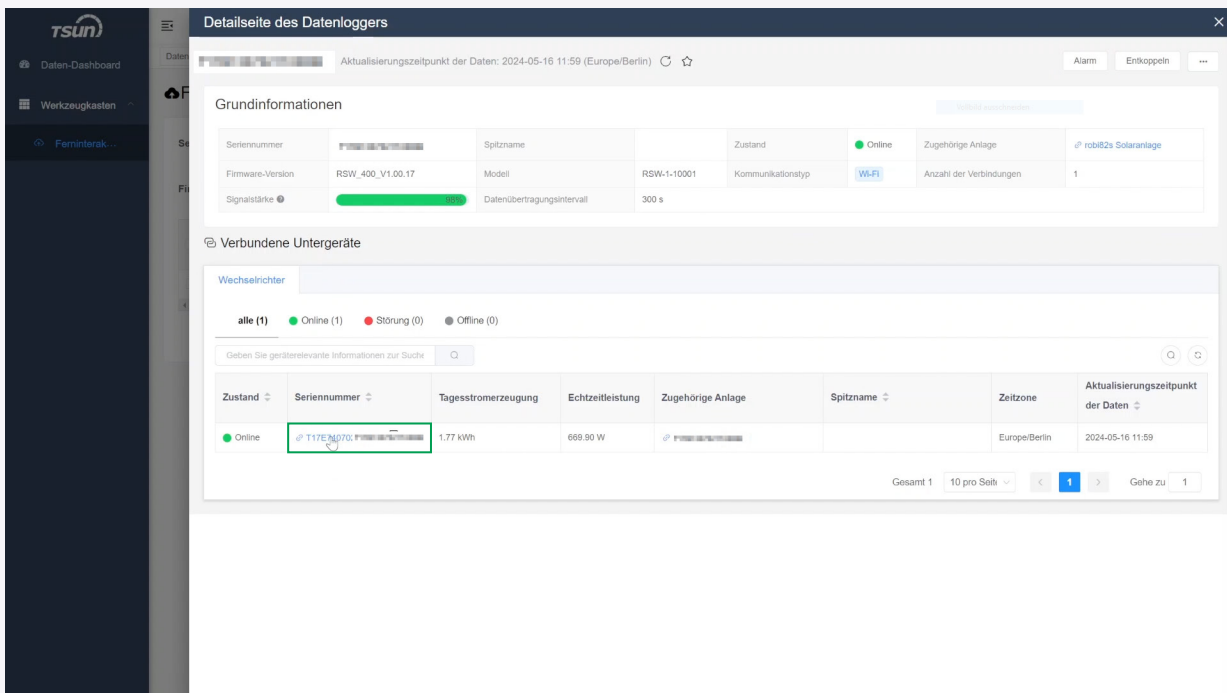 TSUN
Daten-Dashboard
Werkzeugkasten
Ferninterak...
Daten
F
Se
Fi
Detailseite des Datenloggers
Aktualisierungszeitpunkt der Daten: 2024-05-16 11:59 (Europe/Berlin)
Alarm Entkoppeln ...
Grundinformationen
Seriennummer Spitzname Zustand Online Zugehörige Anlage robi82s Solaranlage
Firmware-Version RSW_400_V1.00.17 Modell RSW-1-10001 Kommunikationstyp Wi-Fi Anzahl der Verbindungen 1
Signalstärke 98% Datenübertragungsintervall 300 s
Verbundene Untergeräte
Wechselrichter
alle (1) Online (1) Störung (0) Offline (0)
Geben Sie geräterelevante Informationen zur Suche
Zustand Seriennummer Tagesstromerzeugung Echtzeitleistung Zugehörige Anlage Spitzname Zeitzone Aktualisierungszeitpunkt
der Daten
Online 1.77 kWh 669.90 W Europe/Berlin 2024-05-16 11:59
Gesamt 1 10 pro Seit < 1 > Gehe zu 1